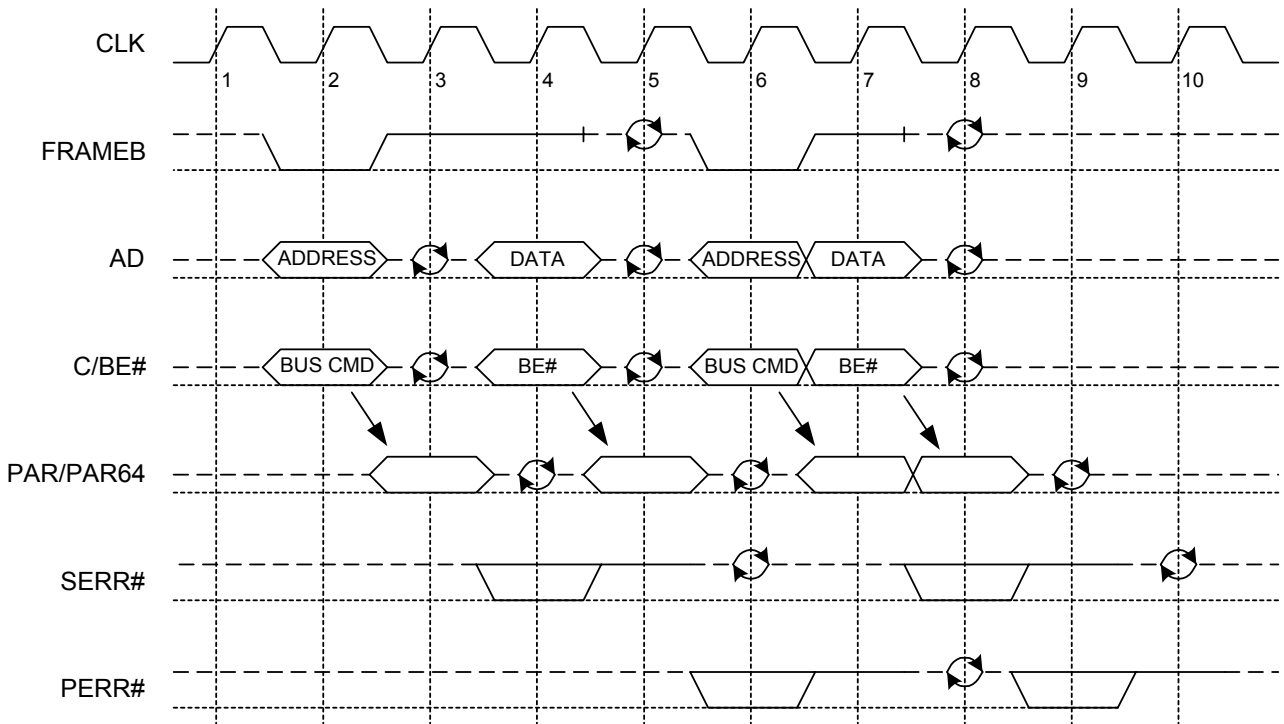 CLK
1 2 3 4 5 6 7 8 9 10
FRAMEB
AD ADDRESS DATA ADDRESS DATA
C/BE# BUS CMD BE# BUS CMD BE#
PAR/PAR64
SERR#
PERR#